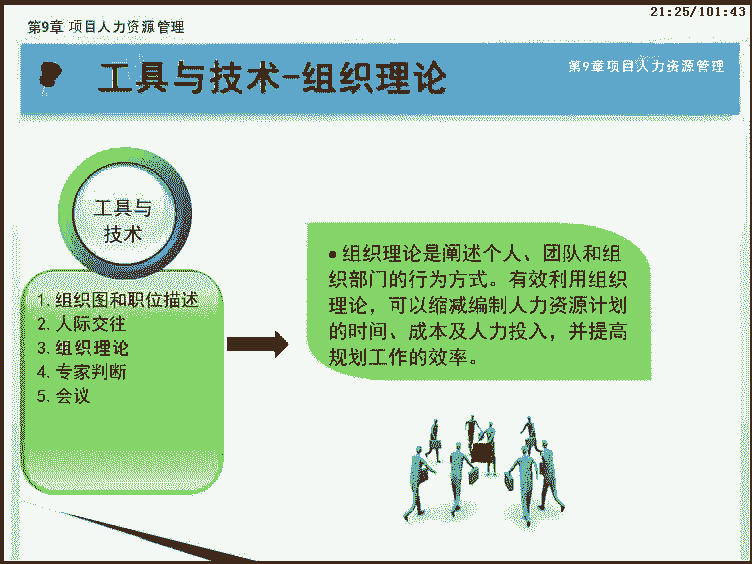 21:25/101:43
第9章 项目人力资源管理
工具与技术-组织理论
第9章项目人力资源管理
工具与
技术
1. 组织图和职位描述
2. 人际交往
3. 组织理论
4. 专家判断
5. 会议
• 组织理论是阐述个人、团队和组
织部门的行为方式。有效利用组织
理论，可以缩减编制人力资源计划
的时间、成本及人力投入，并提高
规划工作的效率。